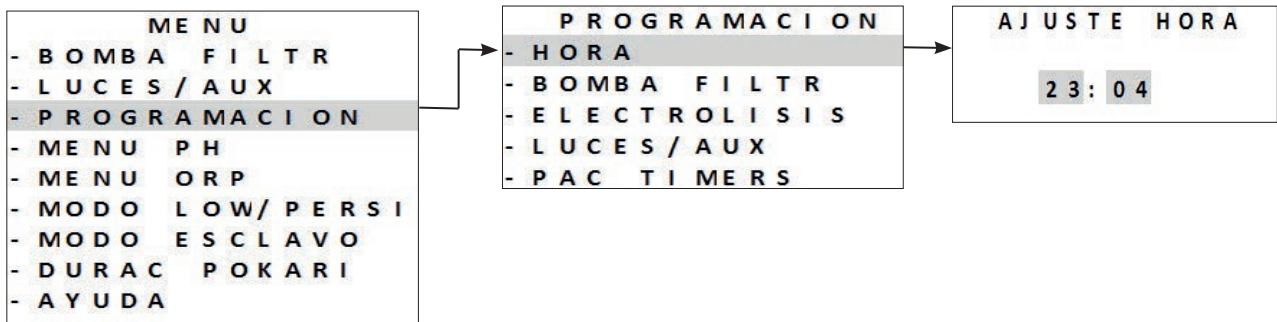 MENU
- BOMBA FILTR
- LUCES/AUX
- PROGRAMACION
- MENU PH
- MENU ORP
- MODO LOW/PERSI
- MODO ESCLAVO
- DURAC POKARI
- AYUDA
PROGRAMACION
- HORA
- BOMBA FILTR
- ELECTROLISIS
- LUCES/AUX
- PAC TIMERS
AJUSTE HORA
23:04